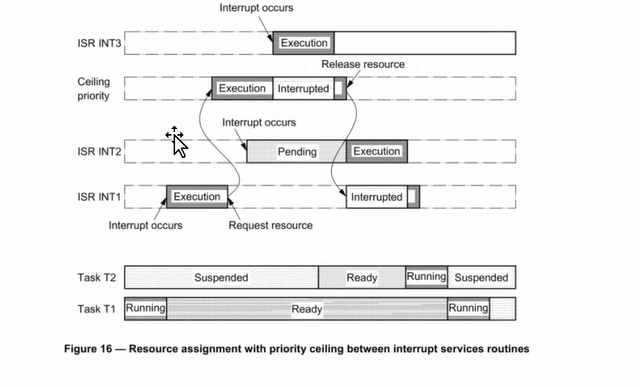 Interrupt occurs
ISR INT3 Execution
Release resource
Ceiling
priority
Execution Interrupted
Interrupt occurs
ISR INT2 Pending Execution
ISR INT1 Execution Interrupted
Interrupt occurs Request resource
Task T2 Suspended Ready Running Suspended
Task T1 Running Ready Running
Figure 16 — Resource assignment with priority ceiling between interrupt services routines